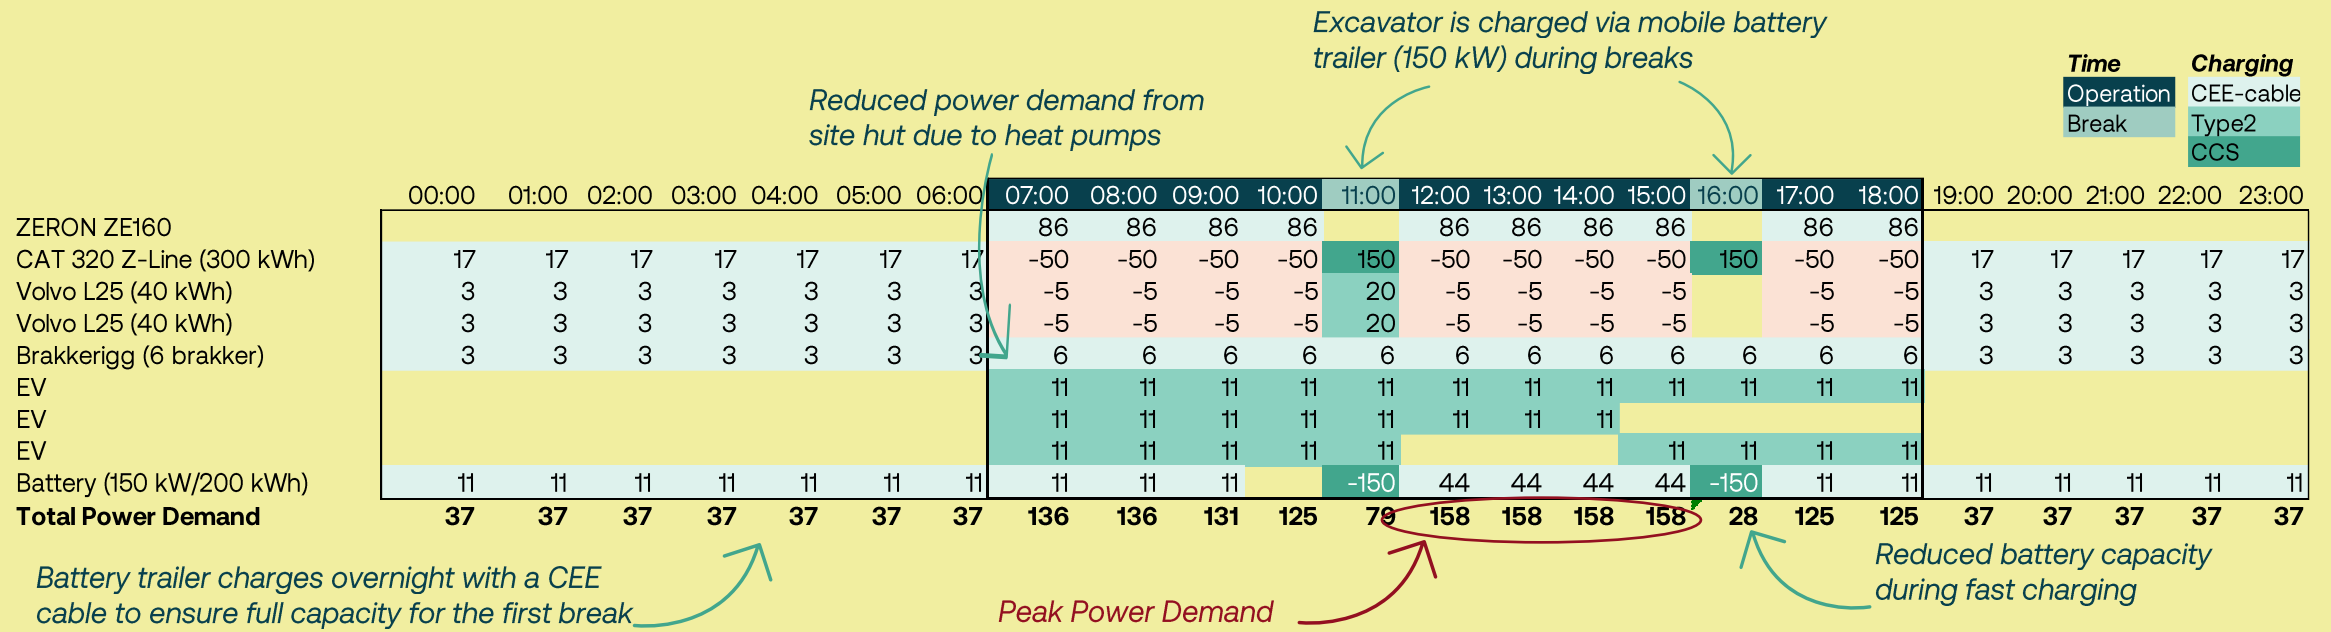 Excavator is charged via mobile battery
trailer (150 kW) during breaks
Time Charging
Operation CEE-cable
Break Type2
CCS
Reduced power demand from
site hut due to heat pumps
00:00 01:00 02:00 03:00 04:00 05:00 06:00 07:00 08:00 09:00 10:00 11:00 12:00 13:00 14:00 15:00 16:00 17:00 18:00 19:00 20:00 21:00 22:00 23:00
ZERON ZE160 86 86 86 86 86 86 86 86 86 86
CAT 320 Z-Line (300 kWh) 17 17 17 17 17 17 17 -50 -50 -50 -50 150 -50 -50 -50 -50 150 -50 -50 17 17 17 17 17
Volvo L25 (40 kWh) 3 3 3 3 3 3 3 -5 -5 -5 -5 20 -5 -5 -5 -5 -5 -5 3 3 3 3 3
Volvo L25 (40 kWh) 3 3 3 3 3 3 3 -5 -5 -5 -5 20 -5 -5 -5 -5 -5 -5 3 3 3 3 3
Brakkerigg (6 brakker) 3 3 3 3 3 3 3 6 6 6 6 6 6 6 6 6 6 6 6 3 3 3 3 3
EV 11 11 11 11 11 11 11 11 11 11 11 11
EV 11 11 11 11 11 11 11 11
EV 11 11 11 11 11 11 11 11 11
Battery (150 kW/200 kWh) 11 11 11 11 11 11 11 11 11 11 -150 44 44 44 44 -150 11 11 11 11 11 11 11
Total Power Demand 37 37 37 37 37 37 37 136 136 131 125 79 158 158 158 158 28 125 125 37 37 37 37 37
Battery trailer charges overnight with a CEE
cable to ensure full capacity for the first break
Peak Power Demand
Reduced battery capacity
during fast charging